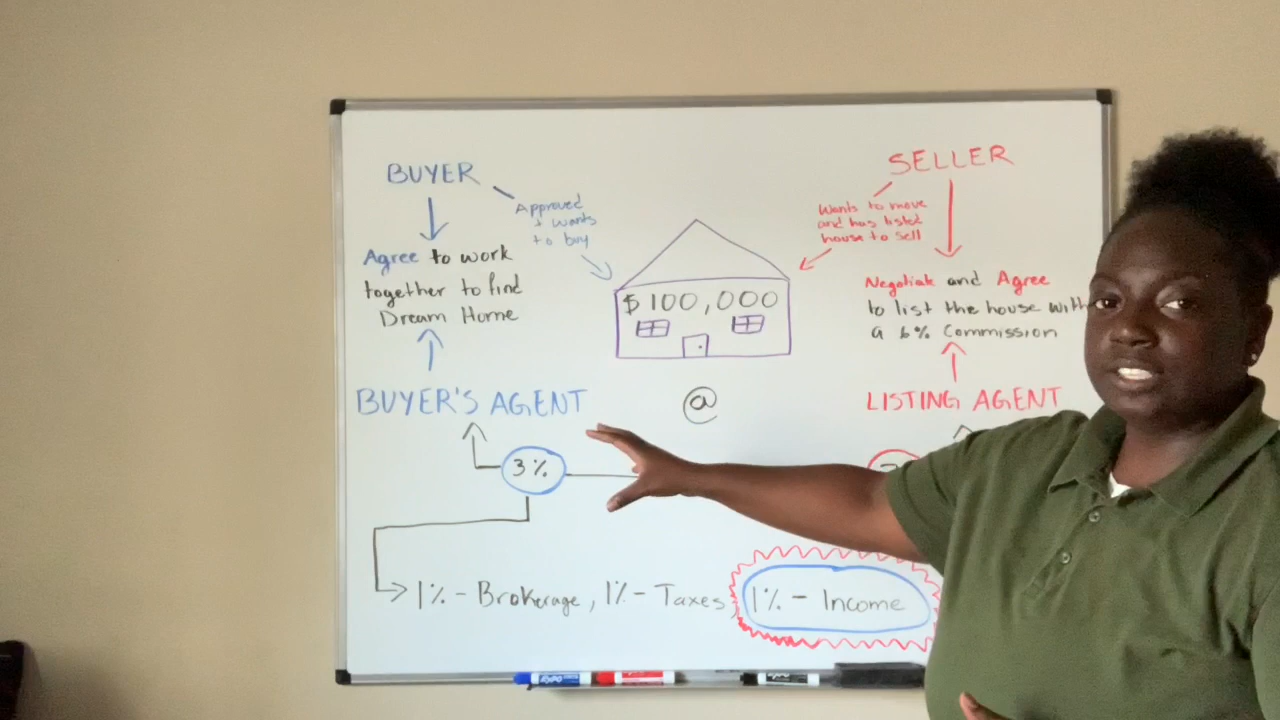 BUYER
Approved
+ wants
to buy
Agree to work
together to find
Dream Home
BUYER'S AGENT
3%
$100,000
@
SELLER
Wants to move
and has listed
house to sell
Negotiate and Agree
to list the house with
a 6% Commission
LISTING AGENT
1% - Brokerage, 1% - Taxes, 1% - Income